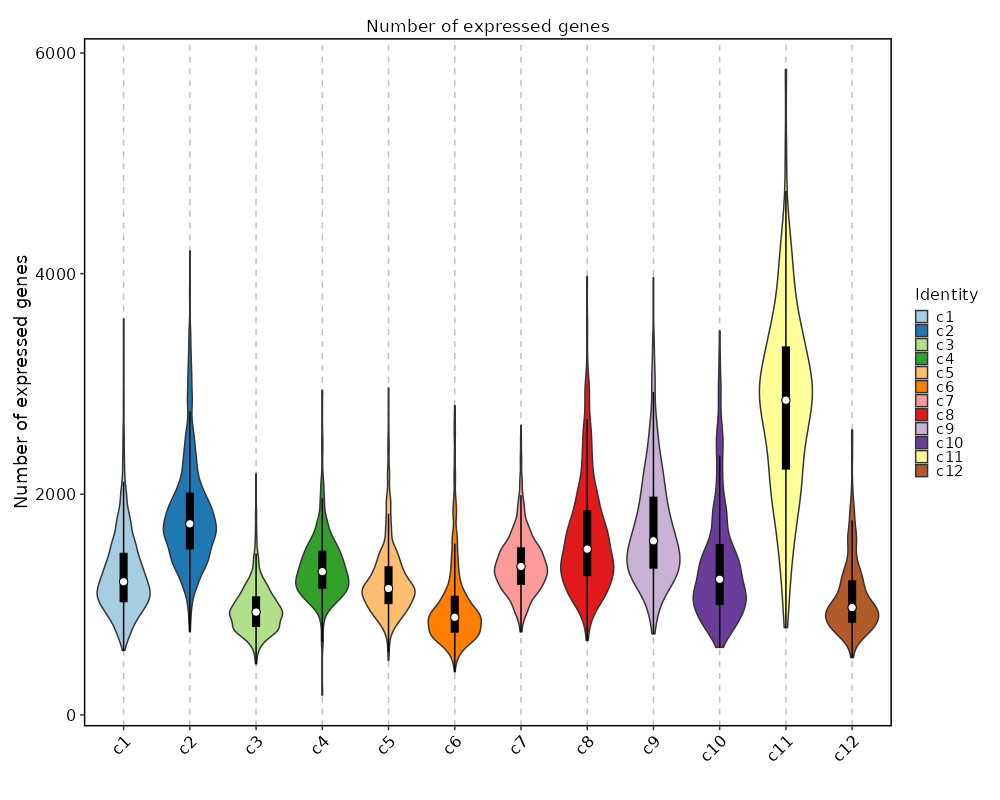 Number of expressed genes
Number of expressed genes
6000
4000
2000
0
c1
c2
c3
c4
c5
c6
c7
c8
c9
c10
c11
c12
Identity
c1
c2
c3
c4
c5
c6
c7
c8
c9
c10
c11
c12